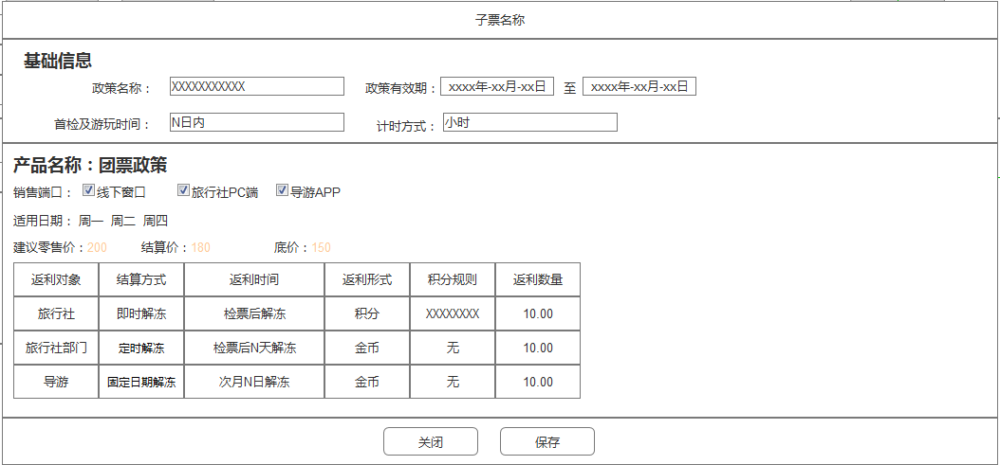 子票名称
基础信息
政策名称： XXXXXXXXXXX 政策有效期： xxxx年-xx月-xx日 至 xxxx年-xx月-xx日
首检及游玩时间： N日内 计时方式： 小时
产品名称：团票政策
销售端口： 线下窗口 旅行社PC端 导游APP
适用日期： 周一 周二 周四
建议零售价：200 结算价：180 底价：150
返利对象 结算方式 返利时间 返利形式 积分规则 返利数量
旅行社 即时解冻 检票后解冻 积分 XXXXXXXX 10.00
旅行社部门 定时解冻 检票后N天解冻 金币 无 10.00
导游 固定日期解冻 次月N日解冻 金币 无 10.00
关闭 保存